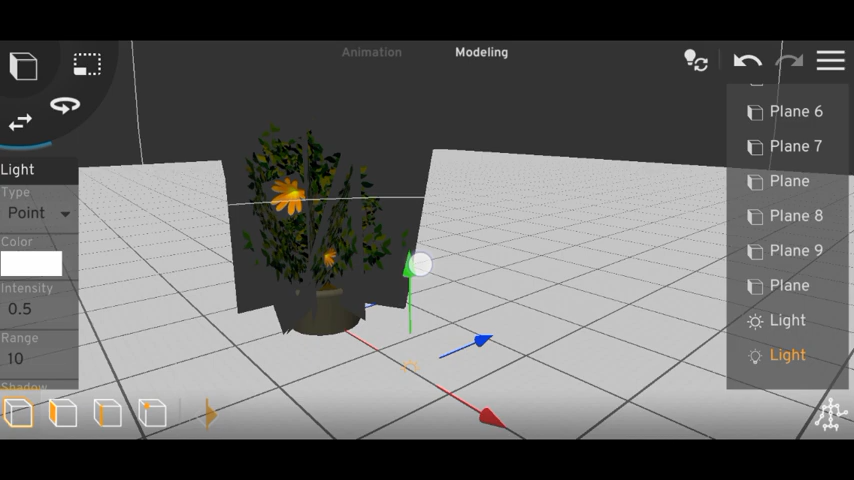 Animation
Modeling
Light
Type
Point
Color
Intensity
0.5
Range
10
Shadow
Plane 6
Plane 7
Plane
Plane 8
Plane 9
Plane
Light
Light